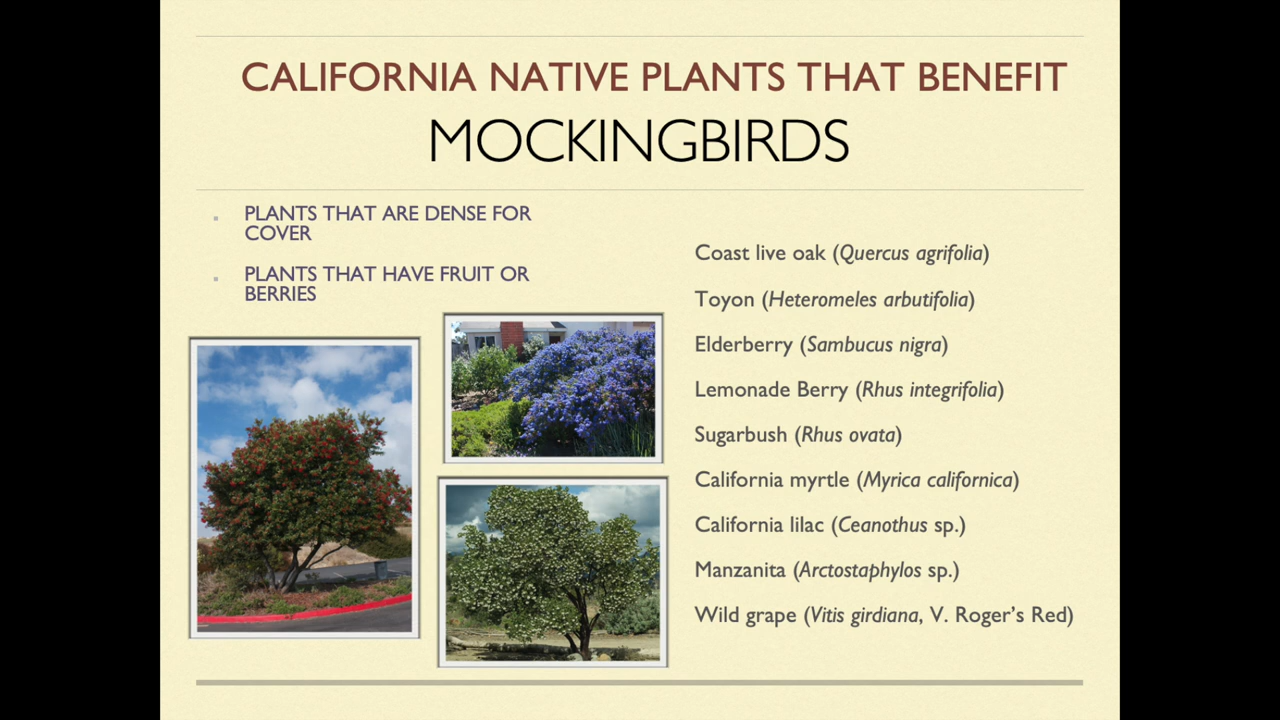 CALIFORNIA NATIVE PLANTS THAT BENEFIT
MOCKINGBIRDS
PLANTS THAT ARE DENSE FOR
COVER
PLANTS THAT HAVE FRUIT OR
BERRIES
Coast live oak (Quercus agrifolia)
Toyon (Heteromeles arbutifolia)
Elderberry (Sambucus nigra)
Lemonade Berry (Rhus integrifolia)
Sugarbush (Rhus ovata)
California myrtle (Myrica californica)
California lilac (Ceanothus sp.)
Manzanita (Arctostaphylos sp.)
Wild grape (Vitis girdiana, V. Roger’s Red)